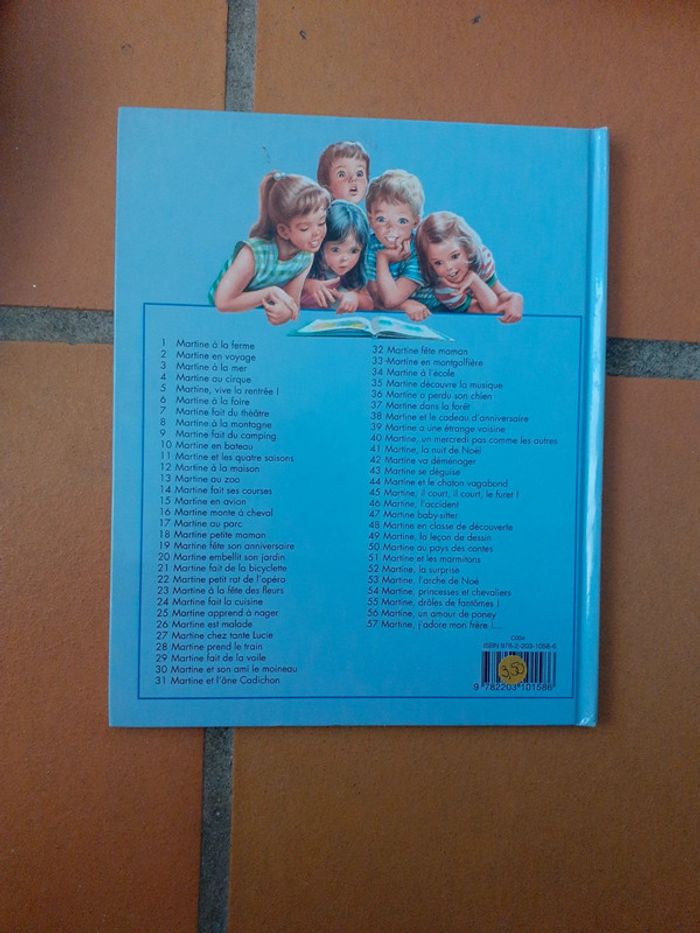 1 Martine à la ferme
2 Martine en voyage
3 Martine à la mer
4 Martine au cirque
5 Martine, vive la rentrée !
6 Martine à la foire
7 Martine fait du théâtre
8 Martine à la montagne
9 Martine fait du camping
10 Martine en bateau
11 Martine et les quatre saisons
12 Martine à la maison
13 Martine au zoo
14 Martine fait ses courses
15 Martine en avion
16 Martine monte à cheval
17 Martine au parc
18 Martine petite maman
19 Martine fête son anniversaire
20 Martine embellit son jardin
21 Martine fait de la bicyclette
22 Martine petit rat de l'opéra
23 Martine à la fête des fleurs
24 Martine fait la cuisine
25 Martine apprend à nager
26 Martine est malade
27 Martine chez tante Lucie
28 Martine prend le train
29 Martine fait de la voile
30 Martine et son ami le moineau
31 Martine et l'âne Cadichon
32 Martine fête maman
33 Martine en montgolfière
34 Martine à l'école
35 Martine découvre la musique
36 Martine a perdu son chien
37 Martine dans la forêt
38 Martine et le cadeau d'anniversaire
39 Martine a une étrange voisine
40 Martine, un mercredi pas comme les autres
41 Martine, la nuit de Noël
42 Martine va déménager
43 Martine se déguise
44 Martine et le chaton vagabond
45 Martine, il court, il court, le furet !
46 Martine, l'accident
47 Martine baby-sitter
48 Martine en classe de découverte
49 Martine, la leçon de dessin
50 Martine au pays des contes
51 Martine et les marmitons
52 Martine, la surprise
53 Martine, l'arche de Noé
54 Martine, princesses et chevaliers
55 Martine, drôles de fantômes !
56 Martine, un amour de poney
57 Martine, j'adore mon frère !...
ISBN 978-2-203-10158-6
3,50
9 782203 101586